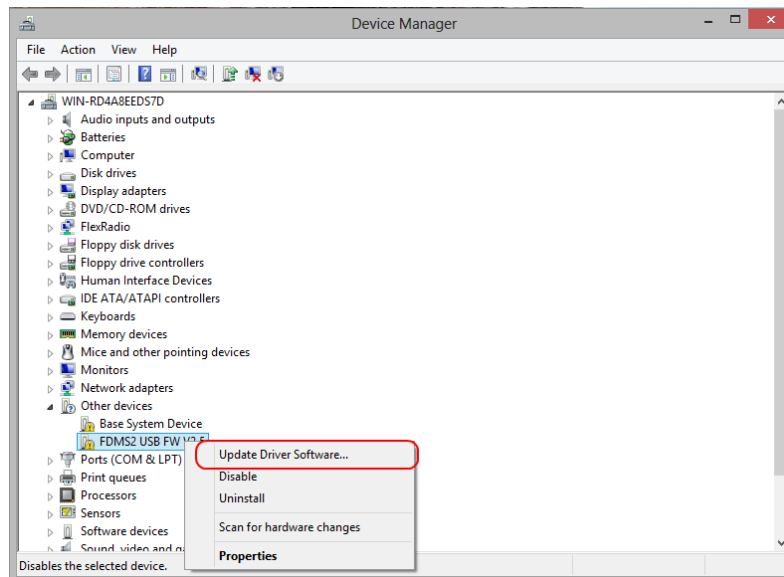 Device Manager
File Action View Help
WIN-RD4A8EEDS7D
Audio inputs and outputs
Batteries
Computer
Disk drives
Display adapters
DVD/CD-ROM drives
FlexRadio
Floppy disk drives
Floppy drive controllers
Human Interface Devices
IDE ATA/ATAPI controllers
Keyboards
Memory devices
Mice and other pointing devices
Monitors
Network adapters
Other devices
Base System Device
FDMS2 USB FW
Ports (COM & LPT)
Print queues
Processors
Sensors
Software devices
Sound, video and
Update Driver Software...
Disable
Uninstall
Scan for hardware changes
Properties
Disables the selected device.